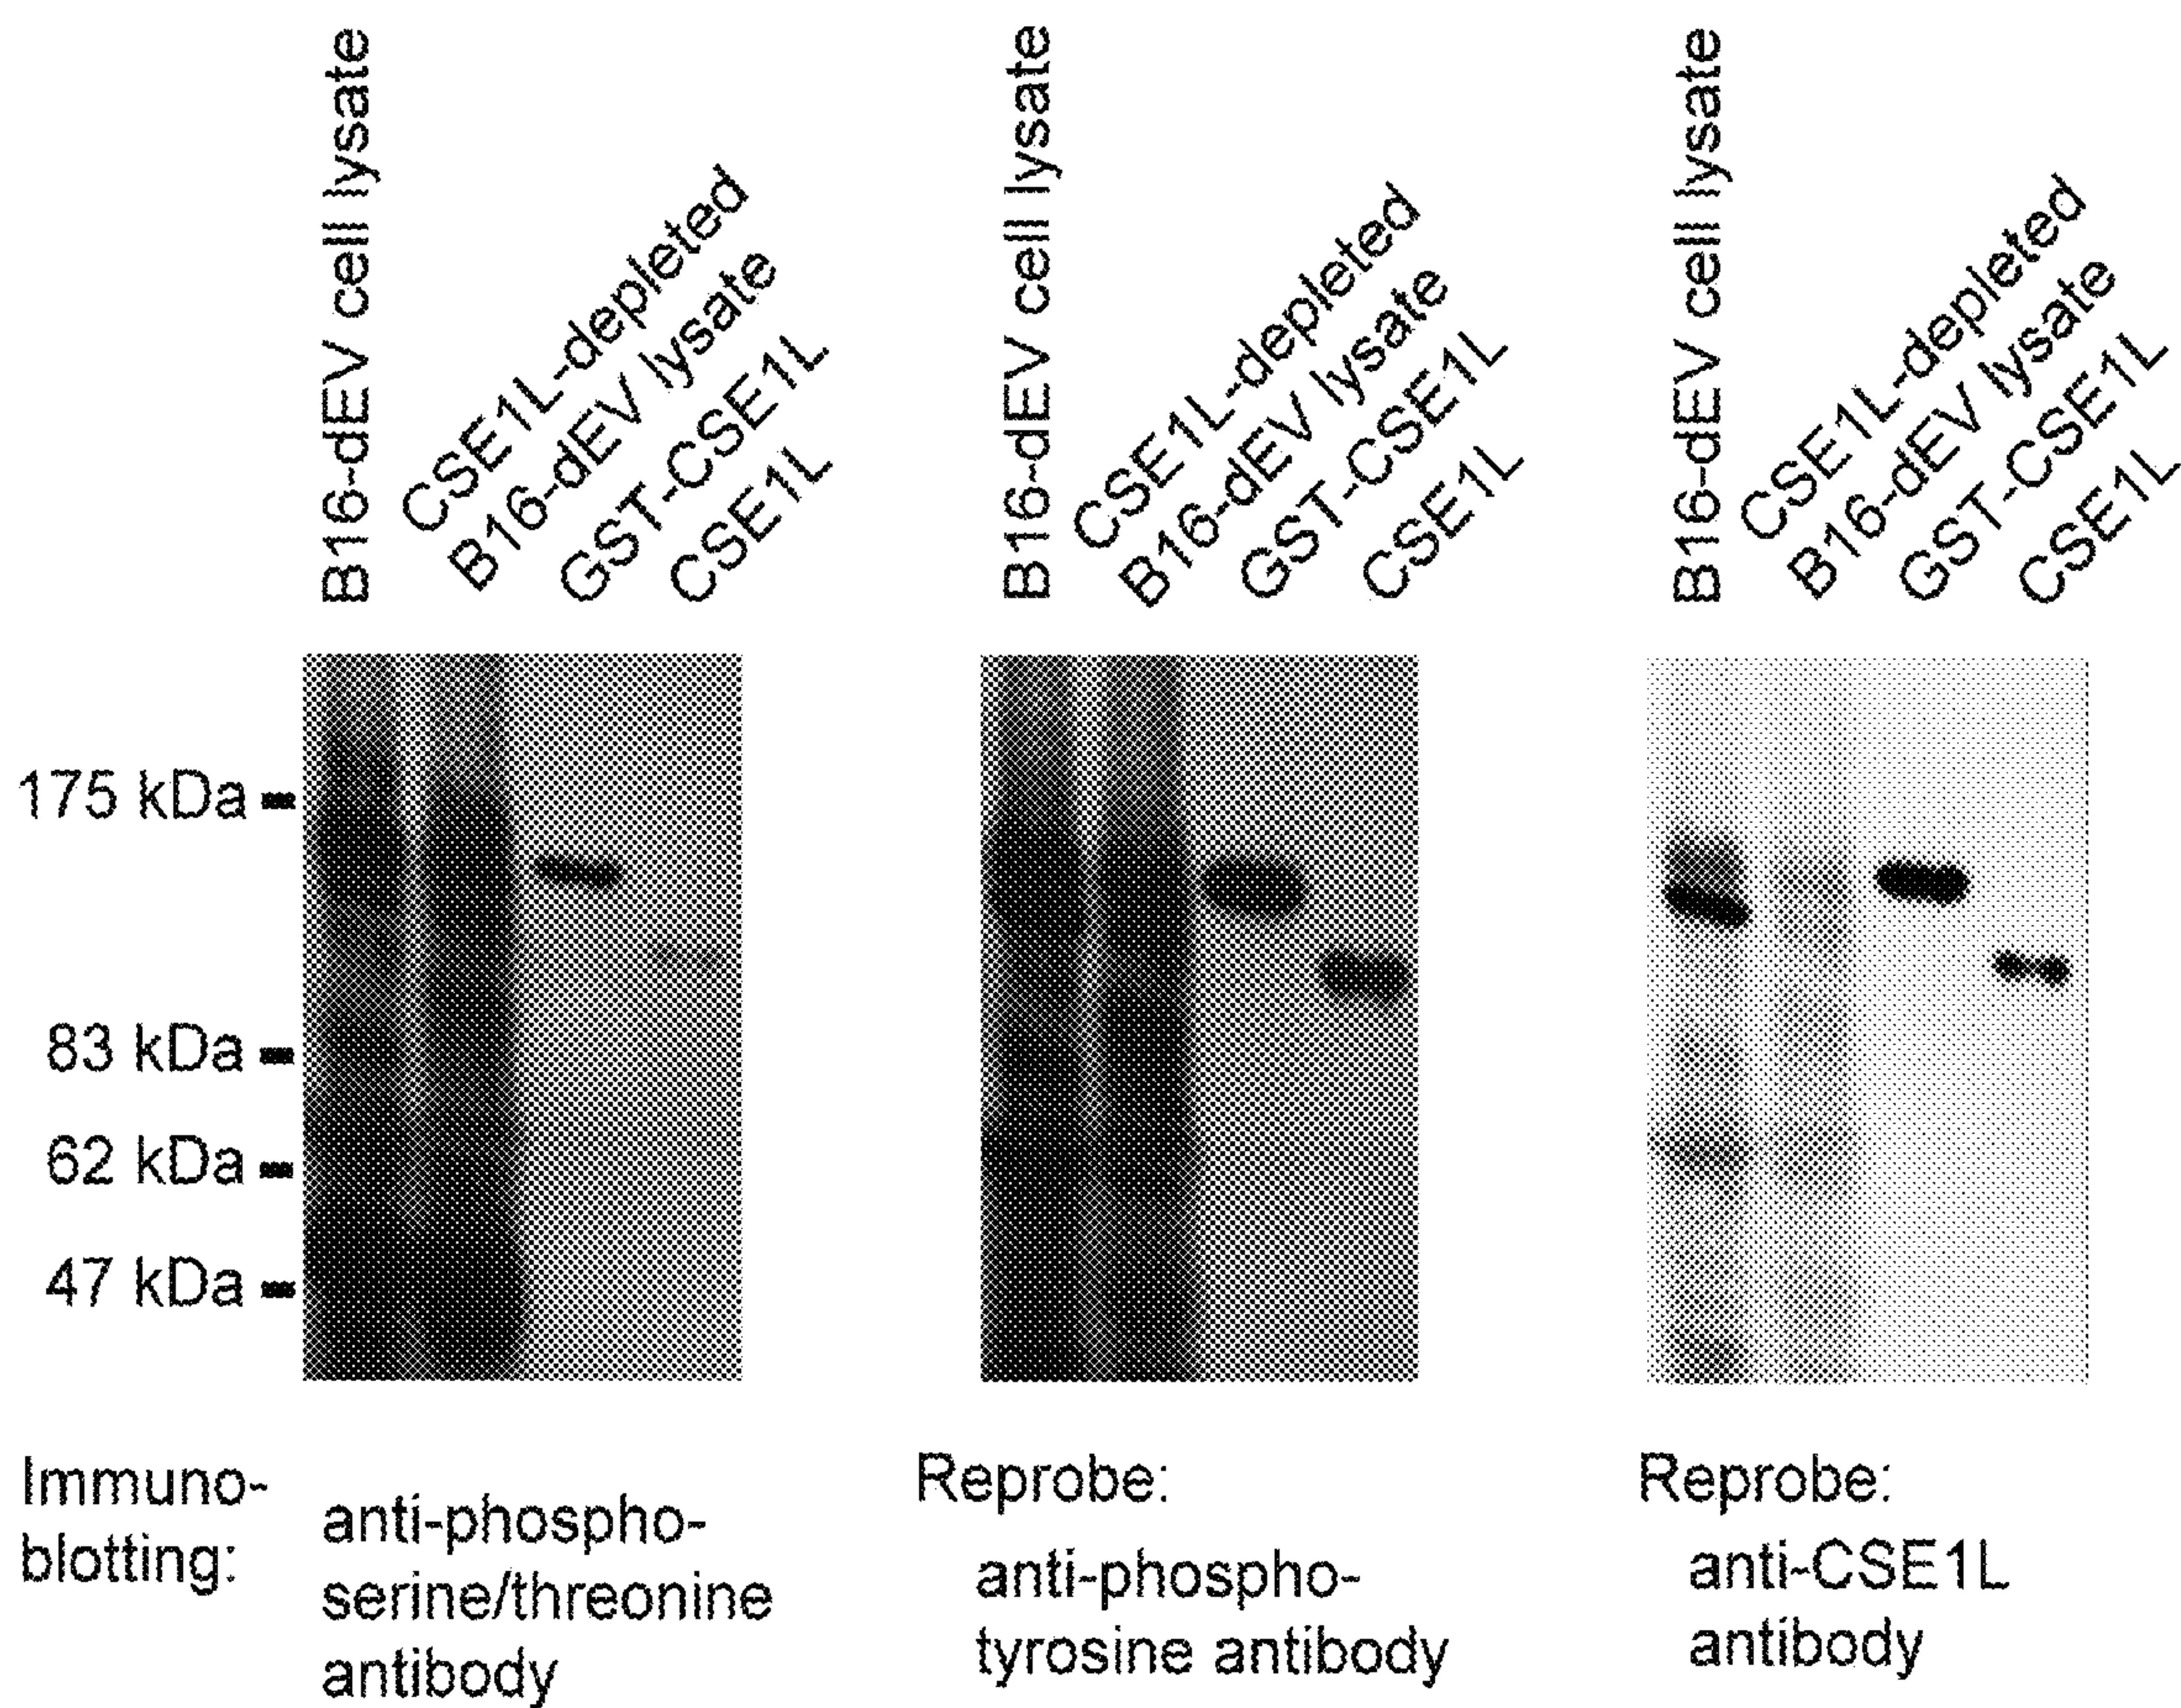 B16-dEV cell lysate
CSE1L-depleted
B16-dEV lysate
GST-CSE1L
CSE1L
B16-dEV cell lysate
CSE1L-depleted
B16-dEV lysate
GST-CSE1L
CSE1L
B16-dEV cell lysate
CSE1L-depleted
B16-dEV lysate
GST-CSE1L
CSE1L
175 kDa
83 kDa
62 kDa
47 kDa
Immuno-
blotting:
anti-phospho-
serine/threonine
antibody
Reprobe:
anti-phospho-
tyrosine antibody
Reprobe:
anti-CSE1L
antibody